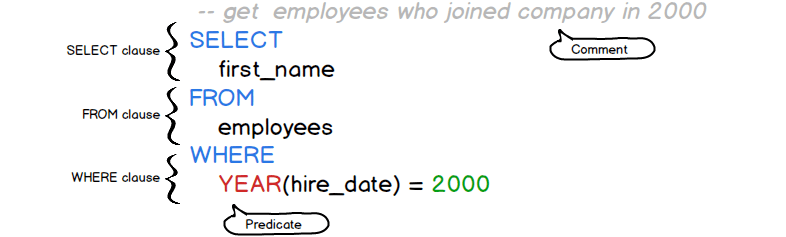 -- get employees who joined company in 2000
SELECT clause
SELECT
Comment
first_name
FROM clause
FROM
employees
WHERE clause
WHERE
YEAR(hire_date) = 2000
Predicate